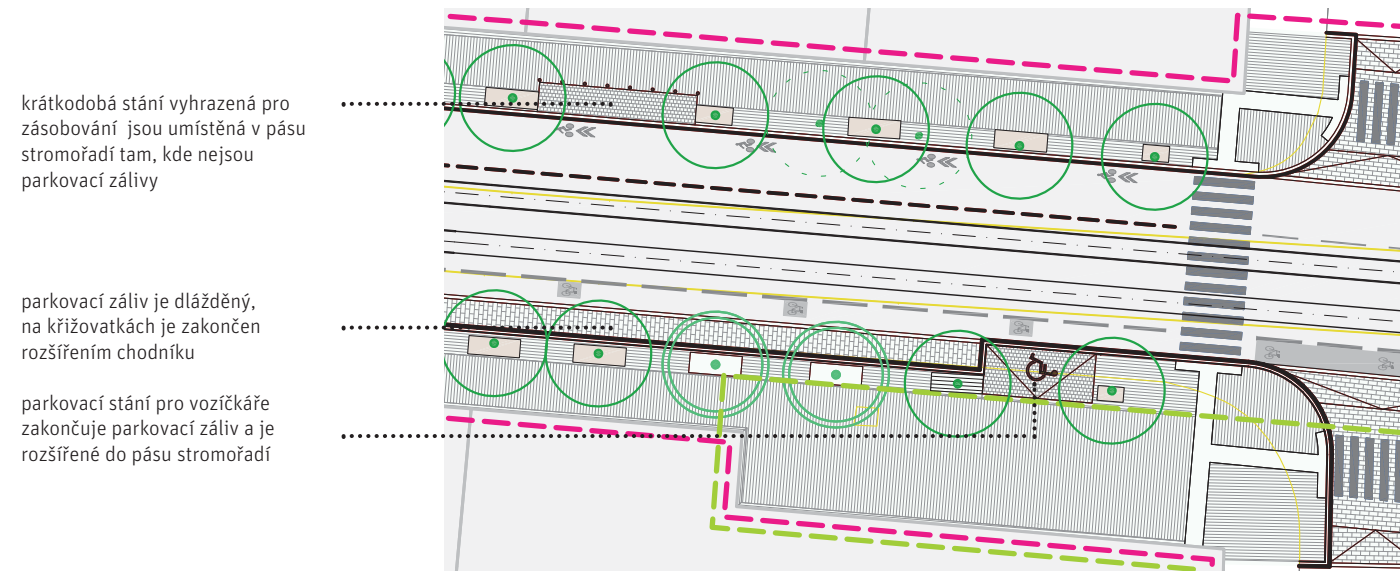 krátkodobá stání vyhrazená pro
zásobování  jsou umístěná v pásu
stromořadí tam, kde nejsou
parkovací zálivy
parkovací záliv je dlážděný,
na křižovatkách je zakončen
rozšířením chodníku
parkovací stání pro vozíčkáře
zakončuje parkovací záliv a je
rozšířené do pásu stromořadí